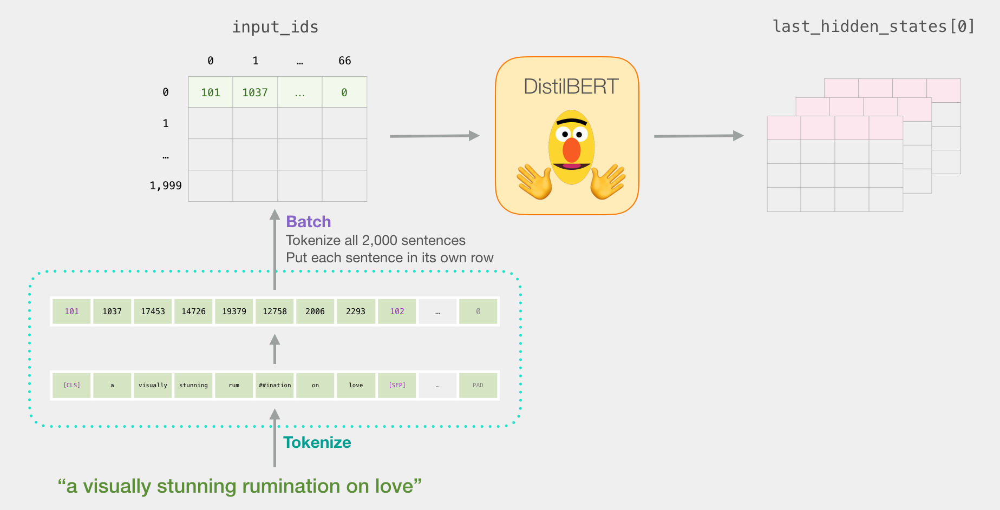 input_ids
last_hidden_states[0]
0 1 … 66
0 101 1037 … 0
1
…
1,999
DistilBERT
Batch
Tokenize all 2,000 sentences
Put each sentence in its own row
101 1037 17453 14726 19379 12758 2006 2293 102 … 0
[CLS] a visually stunning rum ##ination on love [SEP] … PAD
Tokenize
“a visually stunning rumination on love”